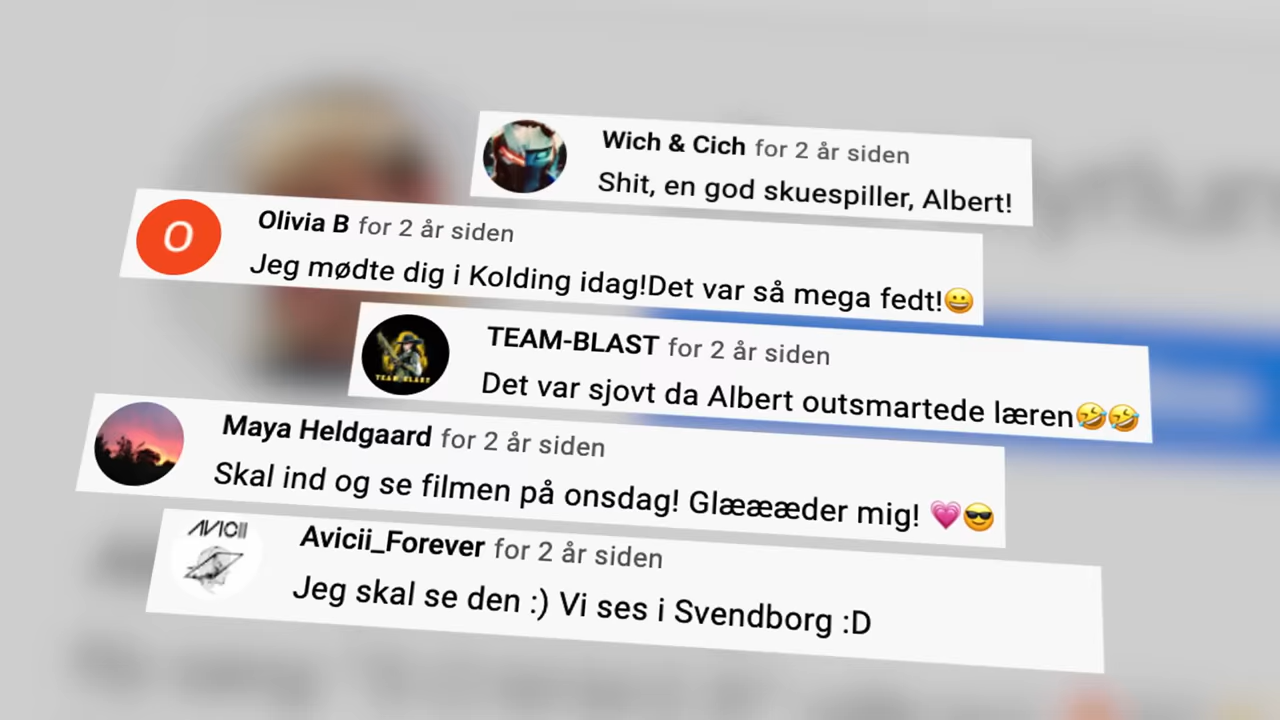 Wich & Cich for 2 år siden
Shit, en god skuespiller, Albert!
O
Olivia B for 2 år siden
Jeg mødte dig i Kolding idag!Det var så mega fedt!😀
TEAM-BLAST for 2 år siden
Det var sjovt da Albert outsmartede læren🤣🤣
TEAM BLAST
Maya Heldgaard for 2 år siden
Skal ind og se filmen på onsdag! Glæææder mig! 💗😎
AVICII
Avicii_Forever for 2 år siden
Jeg skal se den :) Vi ses i Svendborg :D